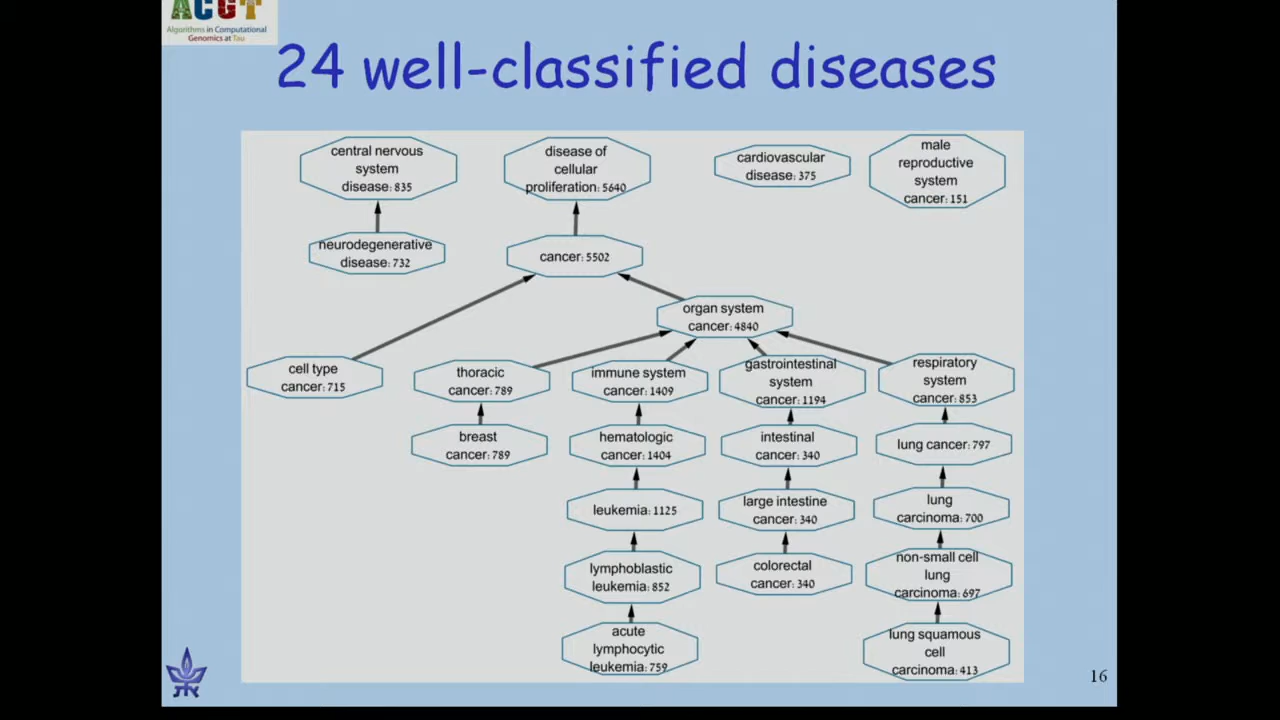 ACGT
Algorithms in Computational
Genomics at Tau
24 well-classified diseases
central nervous
system
disease: 835
disease of
cellular
proliferation: 5640
cardiovascular
disease: 375
male
reproductive
system
cancer: 151
neurodegenerative
disease: 732
cancer: 5502
organ system
cancer: 4840
cell type
cancer: 715
thoracic
cancer: 789
immune system
cancer: 1409
gastrointestinal
system
cancer: 1194
respiratory
system
cancer: 853
breast
cancer: 789
hematologic
cancer: 1404
intestinal
cancer: 340
lung cancer: 797
leukemia: 1125
large intestine
cancer: 340
lung
carcinoma: 700
lymphoblastic
leukemia: 852
colorectal
cancer: 340
non-small cell
lung
carcinoma: 697
acute
lymphocytic
leukemia: 759
lung squamous
cell
carcinoma: 413
16